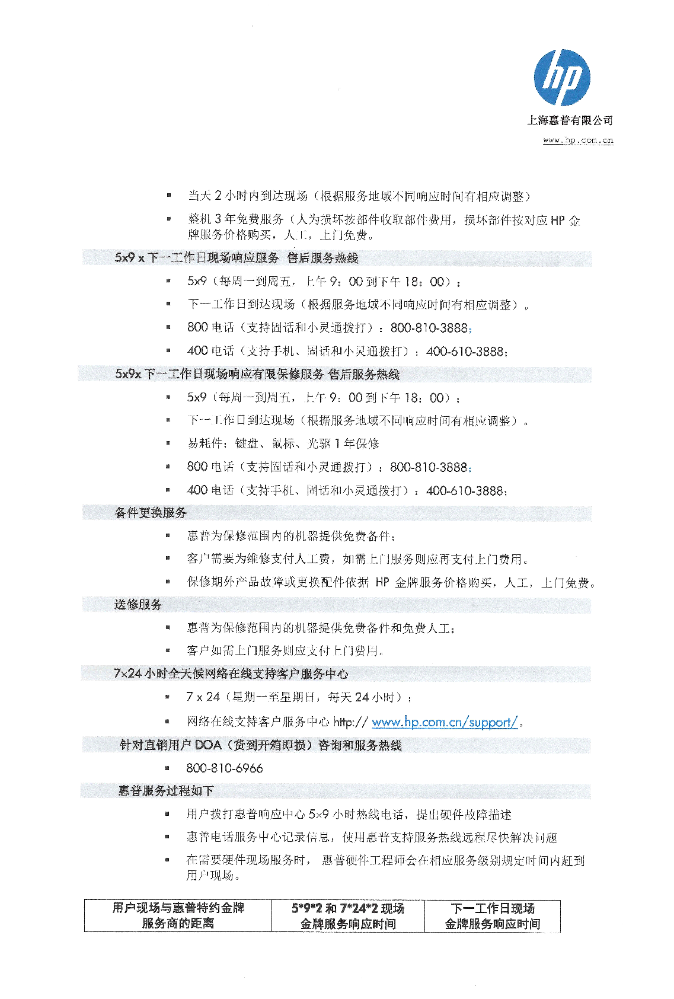 hp
上海惠普有限公司
www.hp.com.cn
▪ 当天 2 小时内到达现场（根据服务地域不同响应时间有相应调整）
▪ 整机 3 年免费服务（人为损坏按部件收取部件费用，损坏部件按对应 HP 金
牌服务价格购买，人工，上门免费。
5x9 x 下一工作日现场响应服务 售后服务热线
▪ 5x9（每周一到周五，上午 9：00 到下午 18：00）；
▪ 下一工作日到达现场（根据服务地域不同响应时间有相应调整）。
▪ 800 电话（支持固话和小灵通拨打）：800-810-3888；
▪ 400 电话（支持手机、固话和小灵通拨打）：400-610-3888；
5x9x 下一工作日现场响应有限保修服务 售后服务热线
▪ 5x9（每周一到周五，上午 9：00 到下午 18：00）；
▪ 下一工作日到达现场（根据服务地域不同响应时间有相应调整）。
▪ 易耗件：键盘、鼠标、光驱 1 年保修
▪ 800 电话（支持固话和小灵通拨打）；800-810-3888；
▪ 400 电话（支持手机、固话和小灵通拨打）：400-610-3888；
备件更换服务
▪ 惠普为保修范围内的机器提供免费备件；
▪ 客户需要为维修支付人工费，如需上门服务则应再支付上门费用。
▪ 保修期外产品故障或更换配件依据 HP 金牌服务价格购买，人工，上门免费。
送修服务
▪ 惠普为保修范围内的机器提供免费备件和免费人工；
▪ 客户如需上门服务则应支付上门费用。
7×24 小时全天候网络在线支持客户服务中心
▪ 7 x 24（星期一至星期日，每天 24 小时）；
▪ 网络在线支持客户服务中心 http:// www.hp.com.cn/support/。
针对直销用户 DOA（货到开箱即损）咨询和服务热线
▪ 800-810-6966
惠普服务过程如下
▪ 用户拨打惠普响应中心 5×9 小时热线电话，提出硬件故障描述
▪ 惠普电话服务中心记录信息，使用惠普支持服务热线远程尽快解决问题
▪ 在需要硬件现场服务时， 惠普硬件工程师会在相应服务级别规定时间内赶到
用户现场。
用户现场与惠普特约金牌
服务商的距离
5*9*2 和 7*24*2 现场
金牌服务响应时间
下一工作日现场
金牌服务响应时间